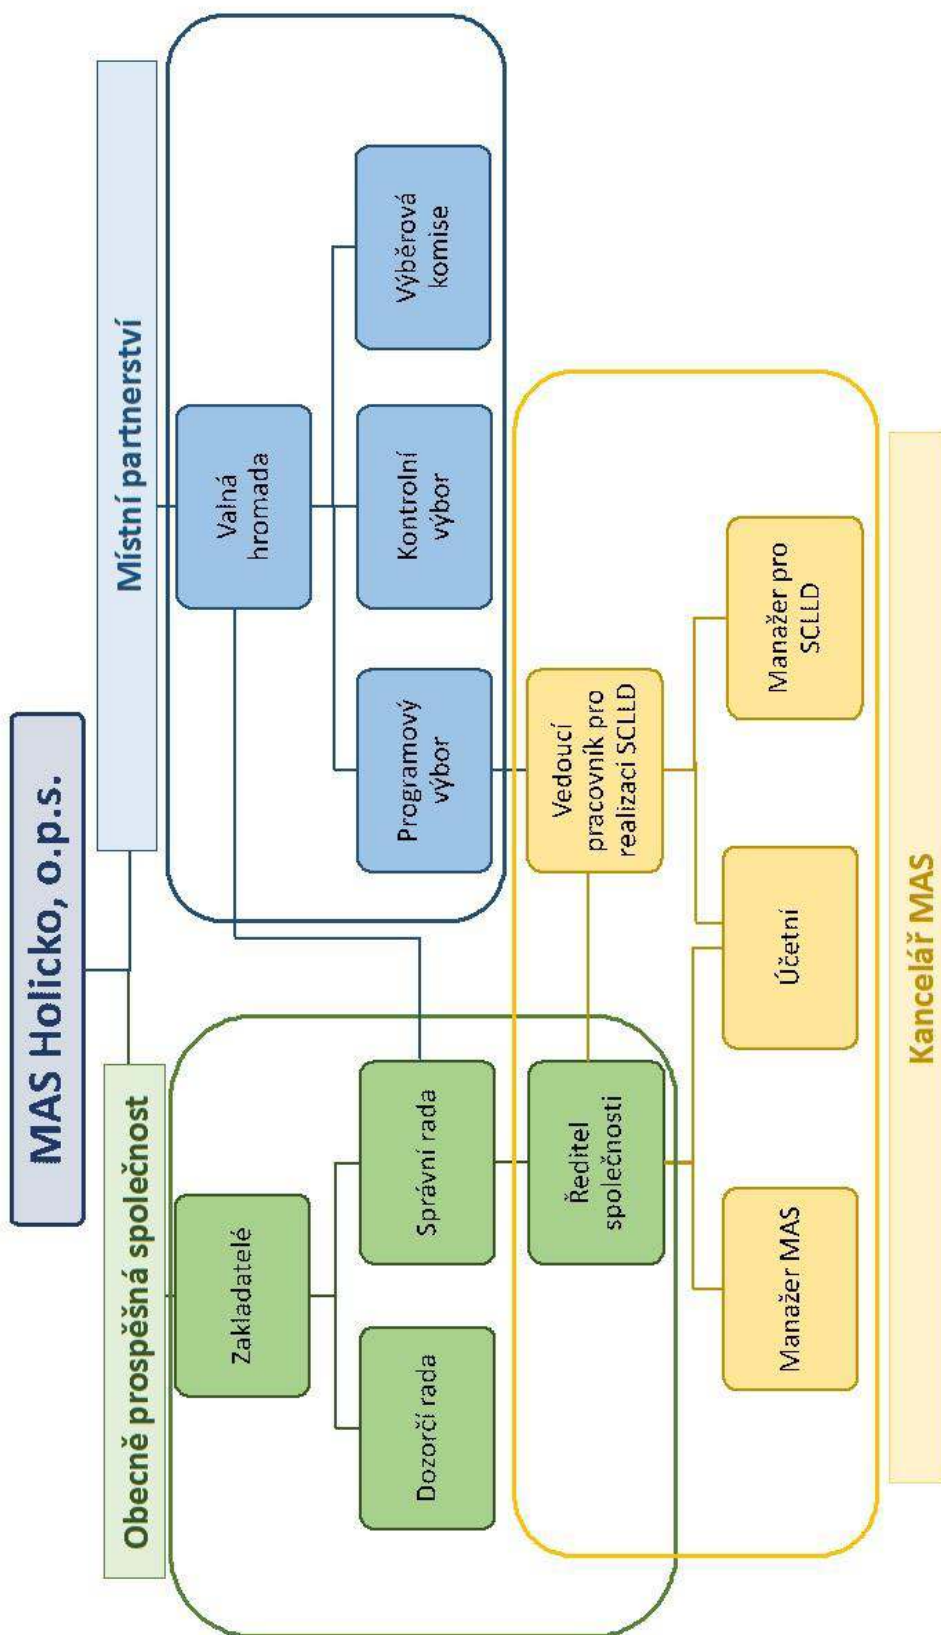 MAS Holicko, o.p.s.
Obecně prospěšná společnost
Místní partnerství
Zakladatelé
Valná
hromada
Dozorčí rada
Správní rada
Programový
výbor
Kontrolní
výbor
Výběrová
komise
Ředitel
společnosti
Vedoucí
pracovník pro
realizaci SCLLD
Manažer MAS
Účetní
Manažer pro
SCLLD
Kancelář MAS